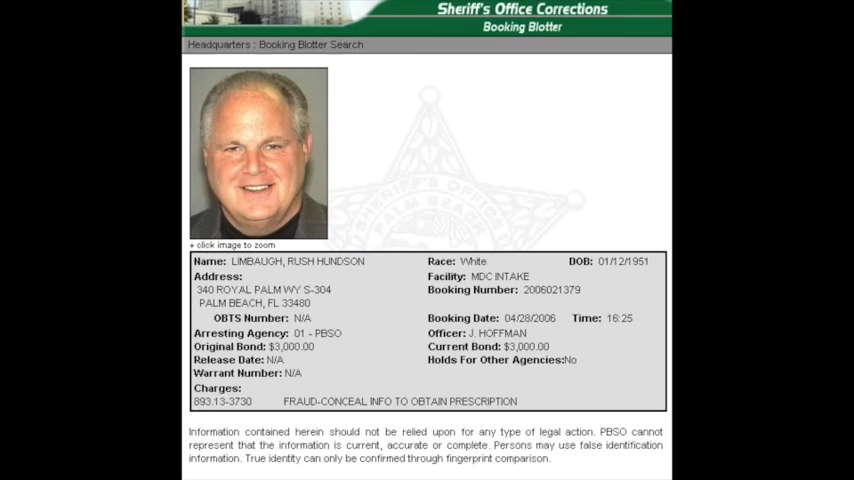 Sheriff's Office Corrections
Booking Blotter
Headquarters : Booking Blotter Search
+ click image to zoom
SHERIFF'S OFFICE
PALM BEACH
Name: LIMBAUGH, RUSH HUNDSON Race: White DOB: 01/12/1951
Address: Facility: MDC INTAKE
340 ROYAL PALM WY S-304 Booking Number: 2006021379
PALM BEACH, FL 33480
OBTS Number: N/A Booking Date: 04/28/2006 Time: 16:25
Arresting Agency: 01 - PBSO Officer: J. HOFFMAN
Original Bond: $3,000.00 Current Bond: $3,000.00
Release Date: N/A Holds For Other Agencies:No
Warrant Number: N/A
Charges:
893.13-3730 FRAUD-CONCEAL INFO TO OBTAIN PRESCRIPTION
Information contained herein should not be relied upon for any type of legal action. PBSO cannot
represent that the information is current, accurate or complete. Persons may use false identification
information. True identity can only be confirmed through fingerprint comparison.